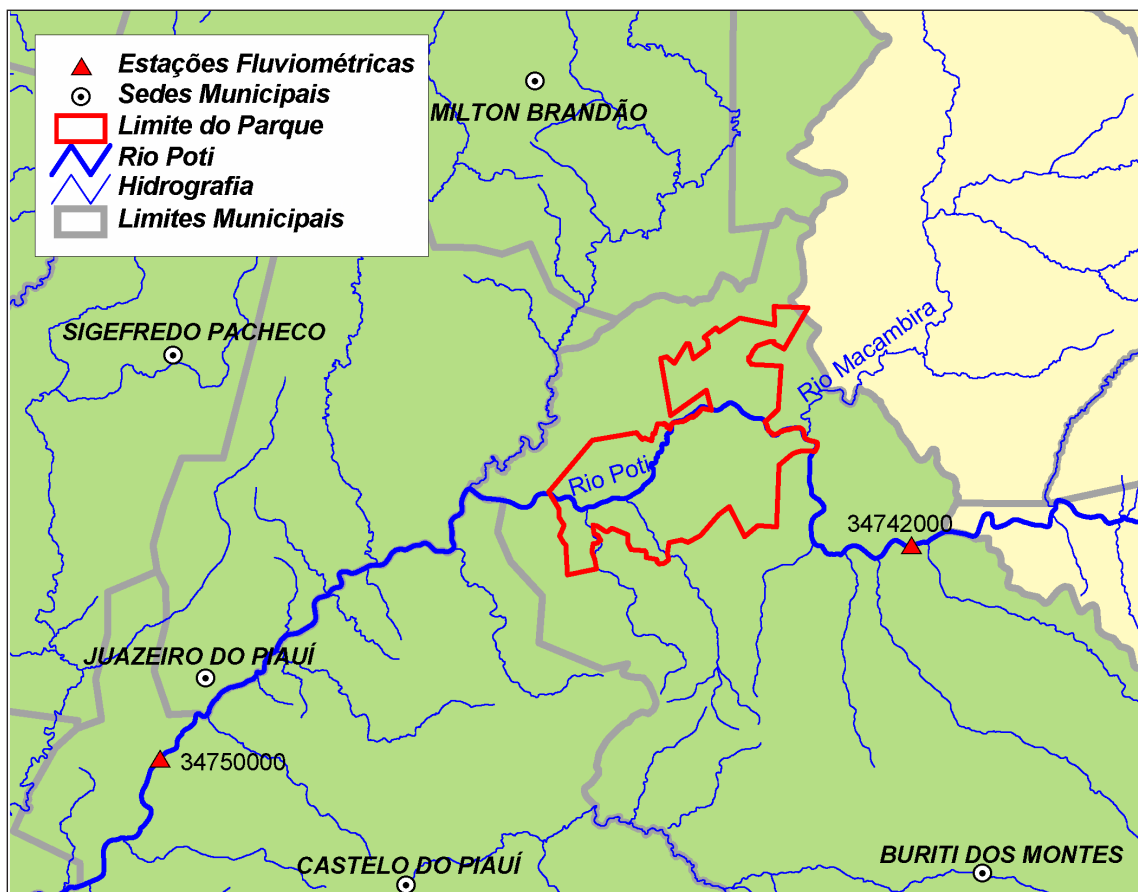 Estações Fluviométricas
Sedes Municipais
Limite do Parque
Rio Poti
Hidrografia
Limites Municipais
MILTON BRANDÃO
SIGEFREDO PACHECO
Rio Macambira
Rio Poti
34742000
JUAZEIRO DO PIAUÍ
34750000
CASTELO DO PIAUÍ
BURITI DOS MONTES